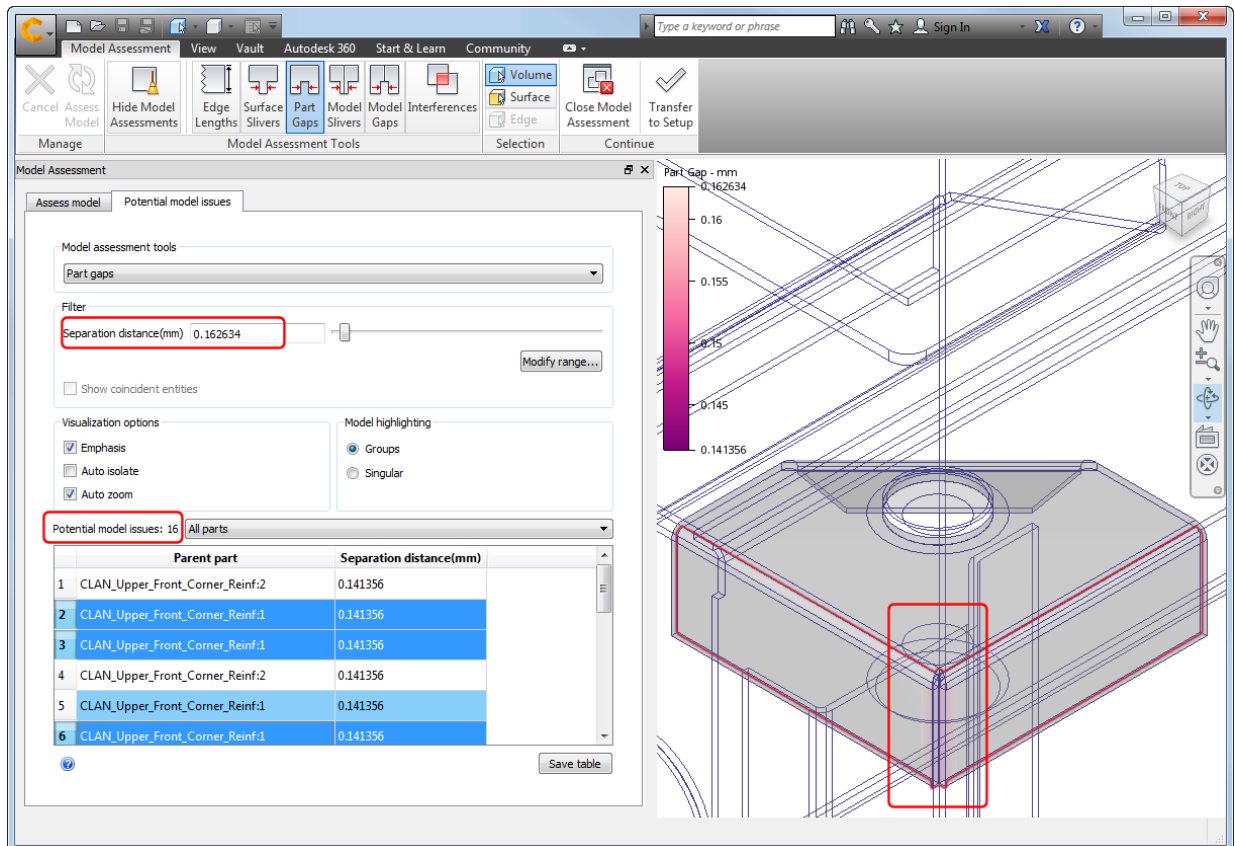 Type a keyword or phrase
Sign In
Model Assessment View Vault Autodesk 360 Start & Learn Community
Cancel
Assess Model
Hide Model Assessments
Edge Lengths
Surface Slivers
Part Gaps
Model Slivers
Model Gaps
Interferences
Volume
Surface
Edge
Close Model Assessment
Transfer to Setup
Manage
Model Assessment Tools
Selection
Continue
Model Assessment
Assess model
Potential model issues
Model assessment tools
Part gaps
Filter
Separation distance(mm) 0.162634
Modify range...
Show coincident entities
Visualization options
Emphasis
Auto isolate
Auto zoom
Model highlighting
Groups
Singular
Potential model issues: 16 All parts
Parent part Separation distance(mm)
1 CLAN_Upper_Front_Corner_Reinf:2 0.141356
2 CLAN_Upper_Front_Corner_Reinf:1 0.141356
3 CLAN_Upper_Front_Corner_Reinf:1 0.141356
4 CLAN_Upper_Front_Corner_Reinf:2 0.141356
5 CLAN_Upper_Front_Corner_Reinf:1 0.141356
6 CLAN_Upper_Front_Corner_Reinf:1 0.141356
Save table
Part Gap - mm
0.162634
0.16
0.155
0.15
0.145
0.141356
TOP
RIGHT